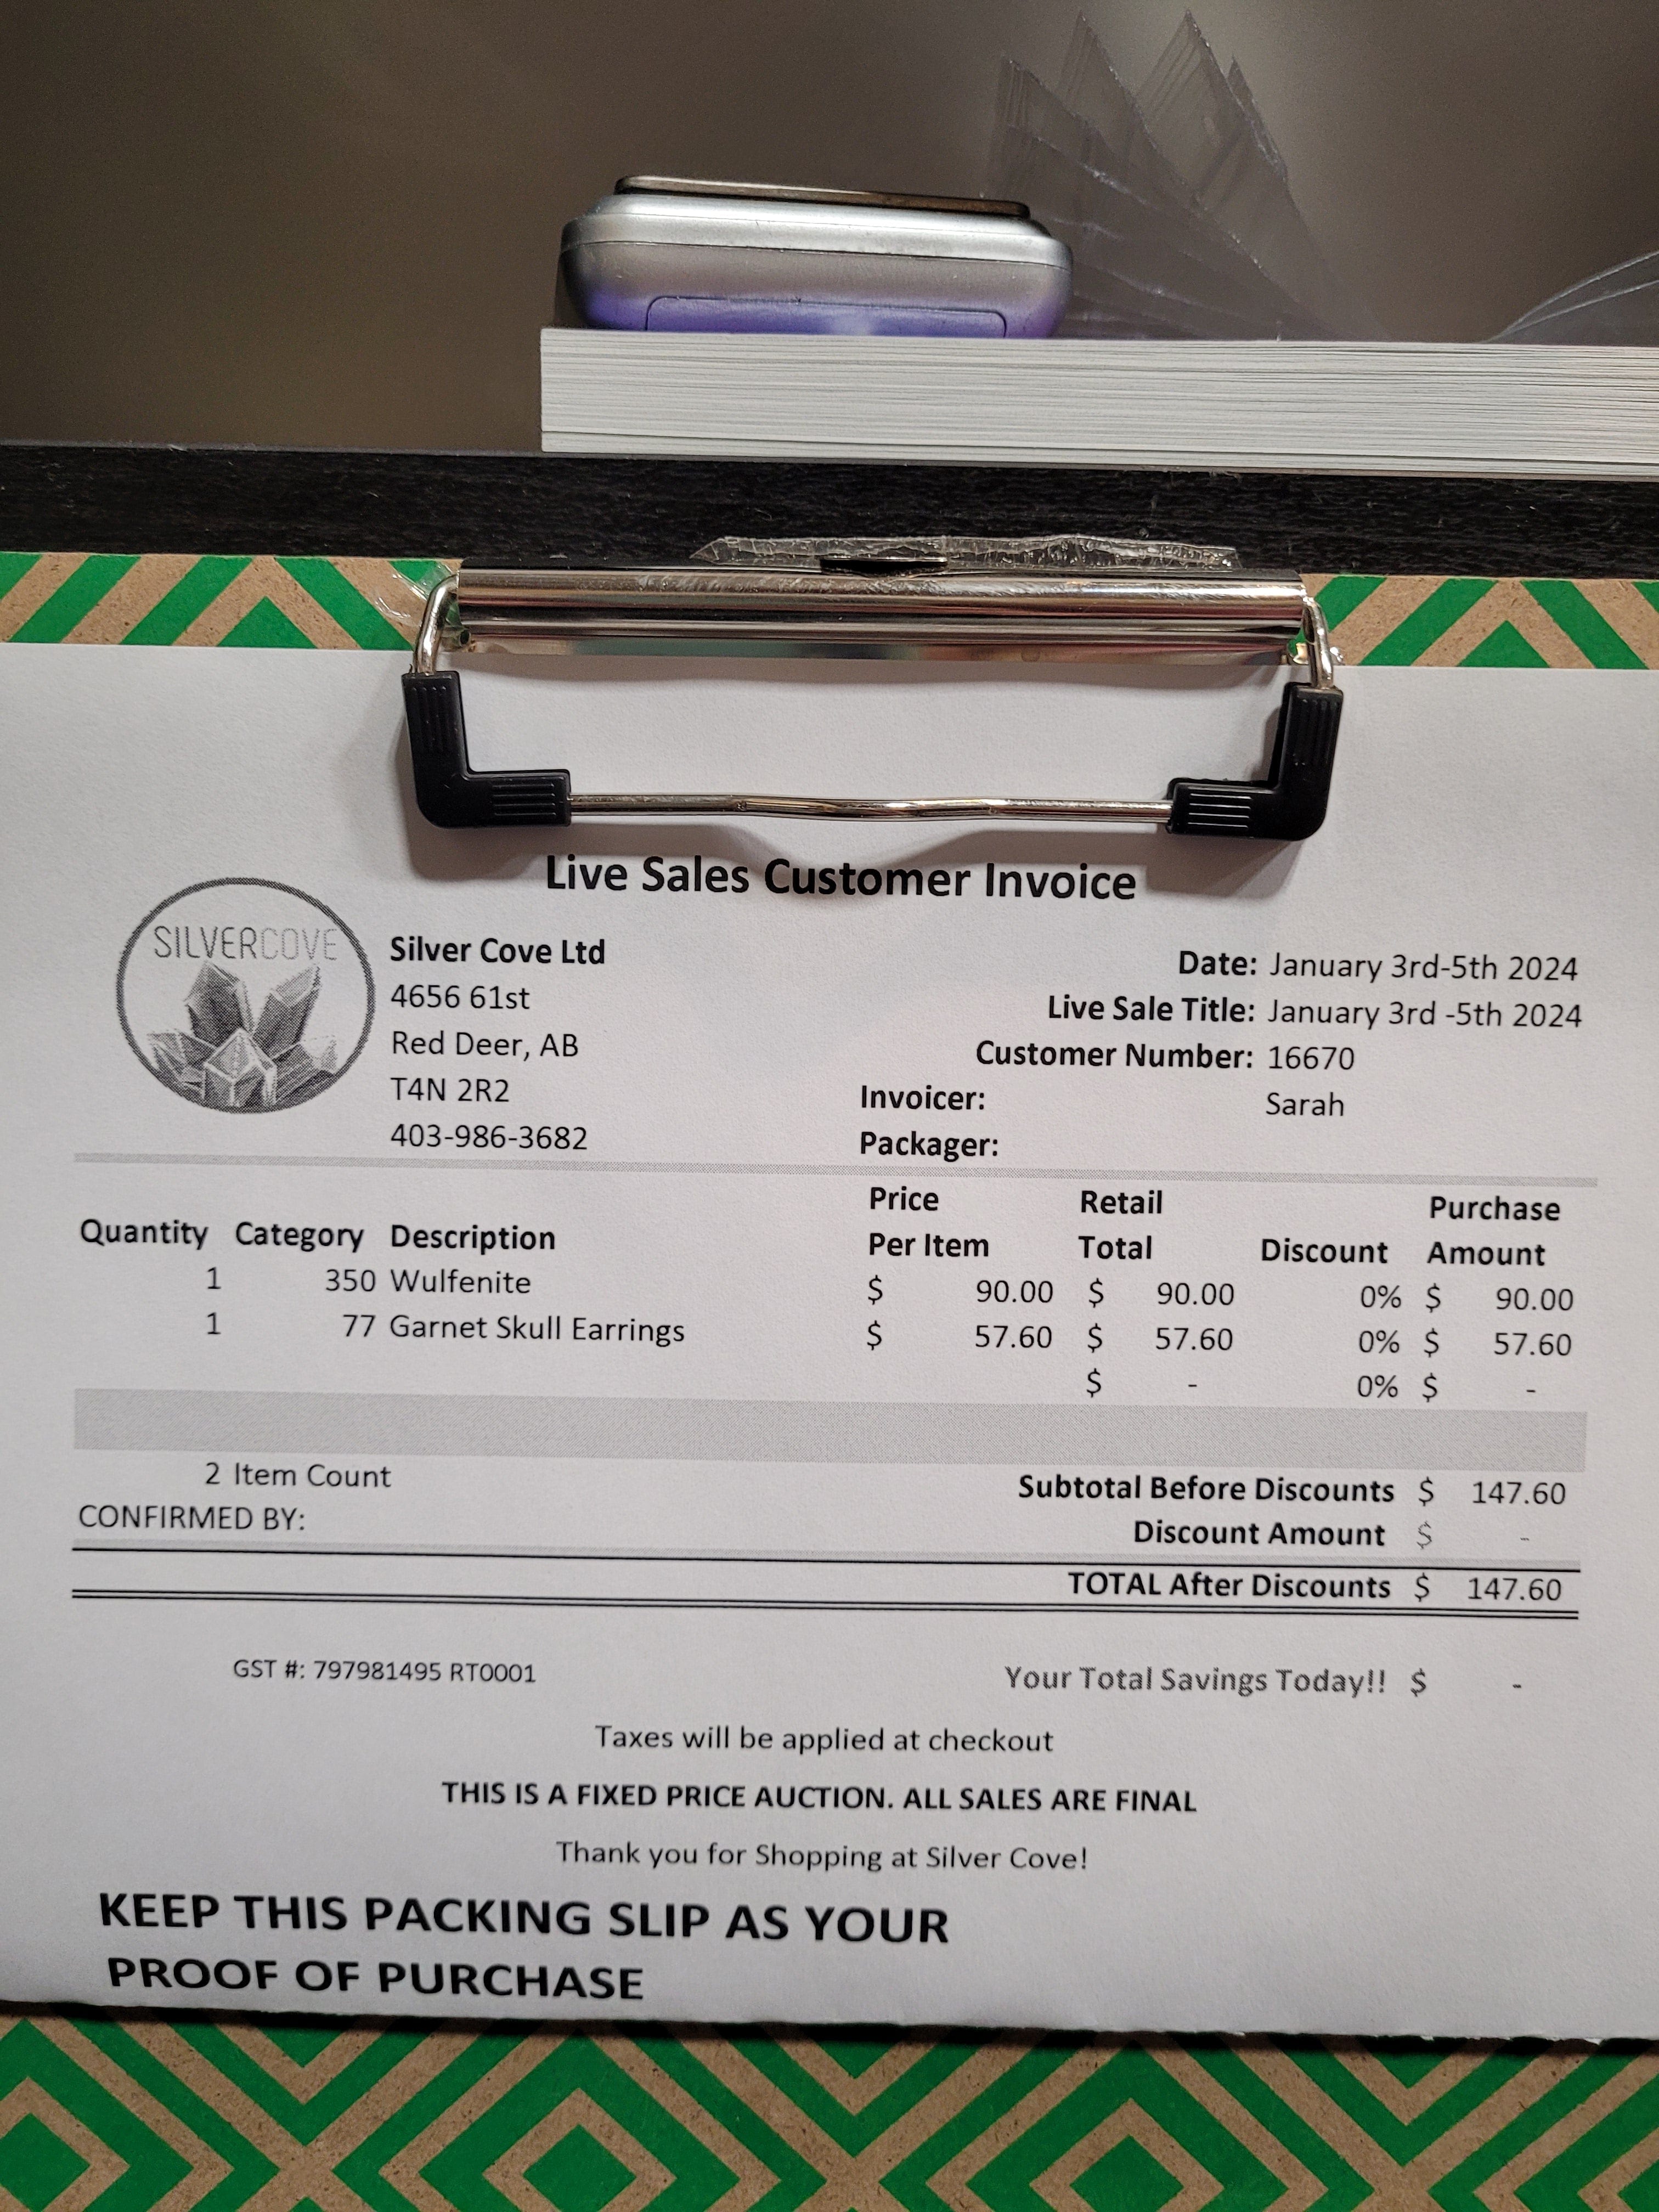 Live Sales Customer Invoice
SILVERCOVE
Silver Cove Ltd
4656 61st
Red Deer, AB
T4N 2R2
403-986-3682
Date: January 3rd-5th 2024
Live Sale Title: January 3rd -5th 2024
Customer Number: 16670
Invoicer: Sarah
Packager:
Quantity Category Description Price Per Item Retail Total Discount Purchase Amount
1 350 Wulfenite $ 90.00 $ 90.00 0% $ 90.00
1 77 Garnet Skull Earrings $ 57.60 $ 57.60 0% $ 57.60
$ - 0% $ -
2 Item Count
CONFIRMED BY:
Subtotal Before Discounts $ 147.60
Discount Amount $ -
TOTAL After Discounts $ 147.60
GST #: 797981495 RT0001
Your Total Savings Today!! $ -
Taxes will be applied at checkout
THIS IS A FIXED PRICE AUCTION. ALL SALES ARE FINAL
Thank you for Shopping at Silver Cove!
KEEP THIS PACKING SLIP AS YOUR
PROOF OF PURCHASE